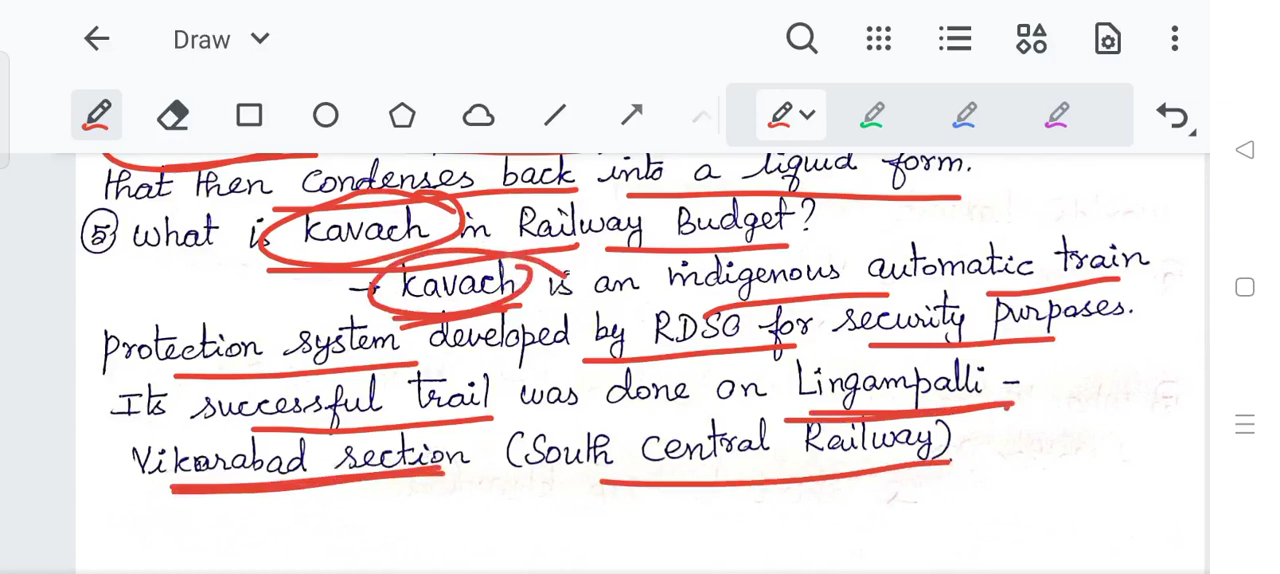 Draw
that then condenses back into a liquid form.
⑤ What is kavach in Railway Budget?
→ kavach is an indigenous automatic train
protection system developed by RDSO for security purposes.
Its successful trail was done on Lingampalli -
Vikarabad section (South Central Railway)